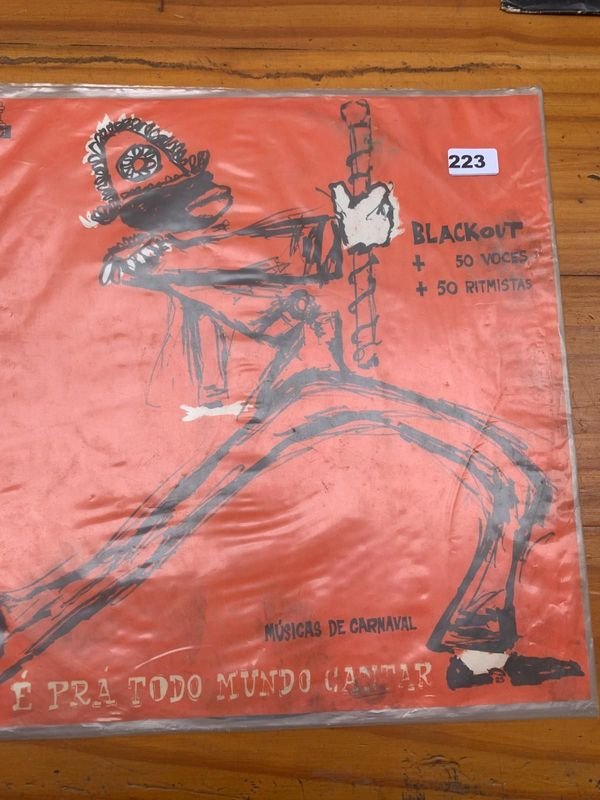 223
BLACKOUT
+ 50 VOCES
+ 50 RITMISTAS
MÚSICAS DE CARNAVAL
É PRÁ TODO MUNDO CANTAR